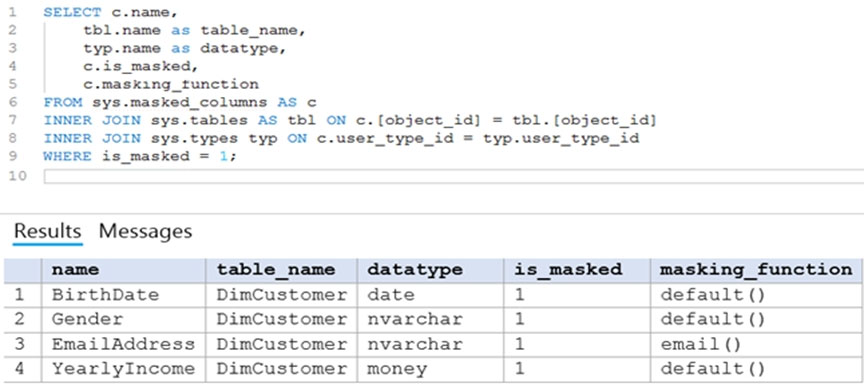 1 SELECT c.name,
2 tbl.name as table_name,
3 typ.name as datatype,
4 c.is_masked,
5 c.masking_function
6 FROM sys.masked_columns AS c
7 INNER JOIN sys.tables AS tbl ON c.[object_id] = tbl.[object_id]
8 INNER JOIN sys.types typ ON c.user_type_id = typ.user_type_id
9 WHERE is_masked = 1;
10
Results Messages
name table_name datatype is_masked masking_function
1 BirthDate DimCustomer date 1 default()
2 Gender DimCustomer nvarchar 1 default()
3 EmailAddress DimCustomer nvarchar 1 email()
4 YearlyIncome DimCustomer money 1 default()